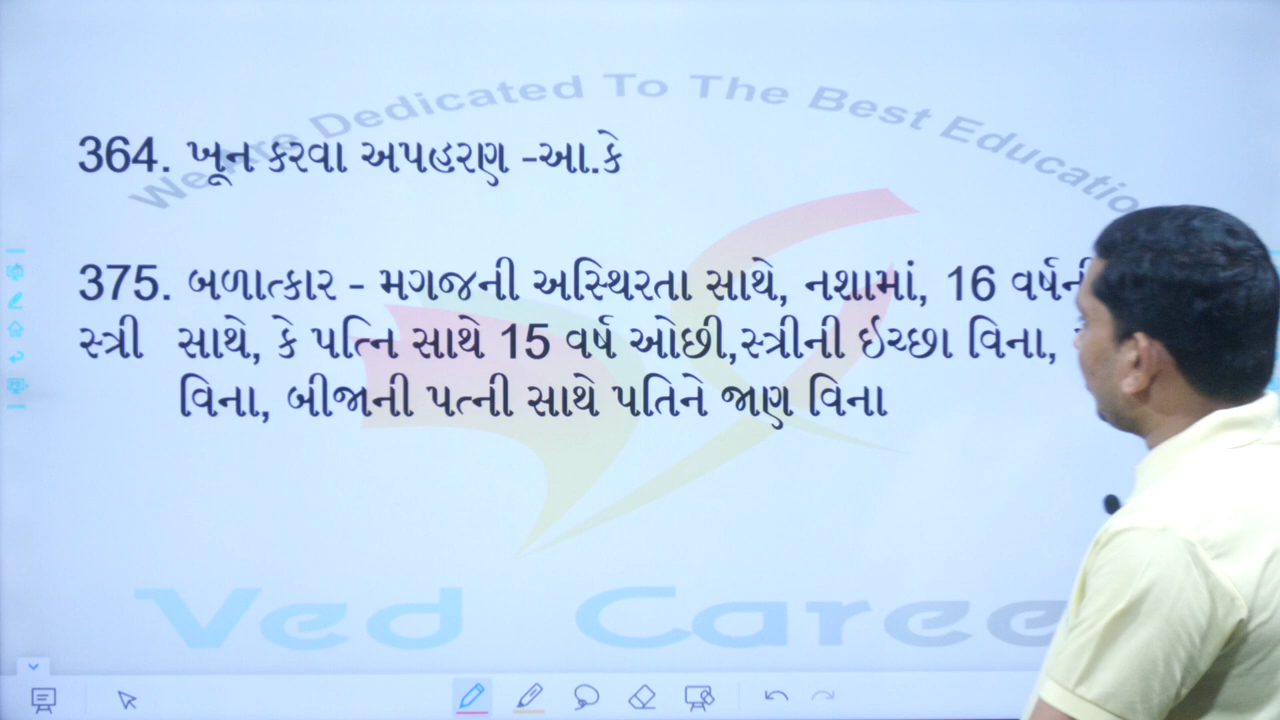 We Are Dedicated To The Best Education
364. ખૂન કરવા અપહરણ -આ.કે
375. બળાત્કાર - મગજની અસ્થિરતા સાથે, નશામાં, 16 વર્ષની
સ્ત્રી સાથે, કે પત્નિ સાથે 15 વર્ષ ઓછી,સ્ત્રીની ઇચ્છા વિના,
વિના, બીજાની પત્ની સાથે પતિને જાણ વિના
Ved Caree